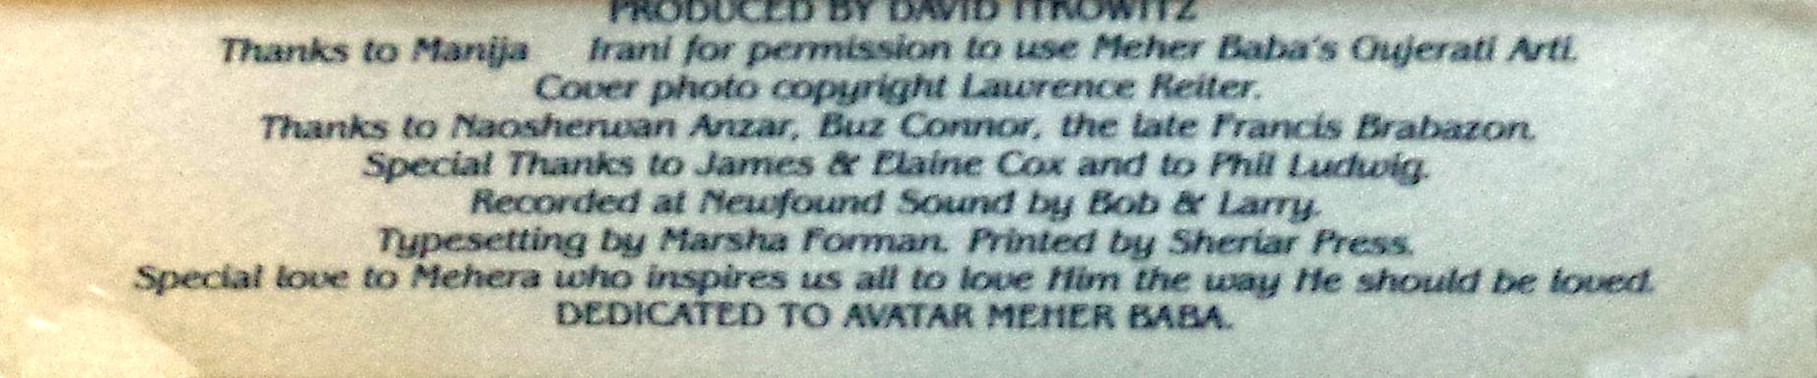 PRODUCED BY DAVID ITKOWITZ
Thanks to Manija Irani for permission to use Meher Baba's Gujerati Arti.
Cover photo copyright Lawrence Reiter.
Thanks to Naosherwan Anzar, Buz Connor, the late Francis Brabazon.
Special Thanks to James & Elaine Cox and to Phil Ludwig.
Recorded at Newfound Sound by Bob & Larry.
Typesetting by Marsha Forman. Printed by Sheriar Press.
Special love to Mehera who inspires us all to love Him the way He should be loved.
DEDICATED TO AVATAR MEHER BABA.